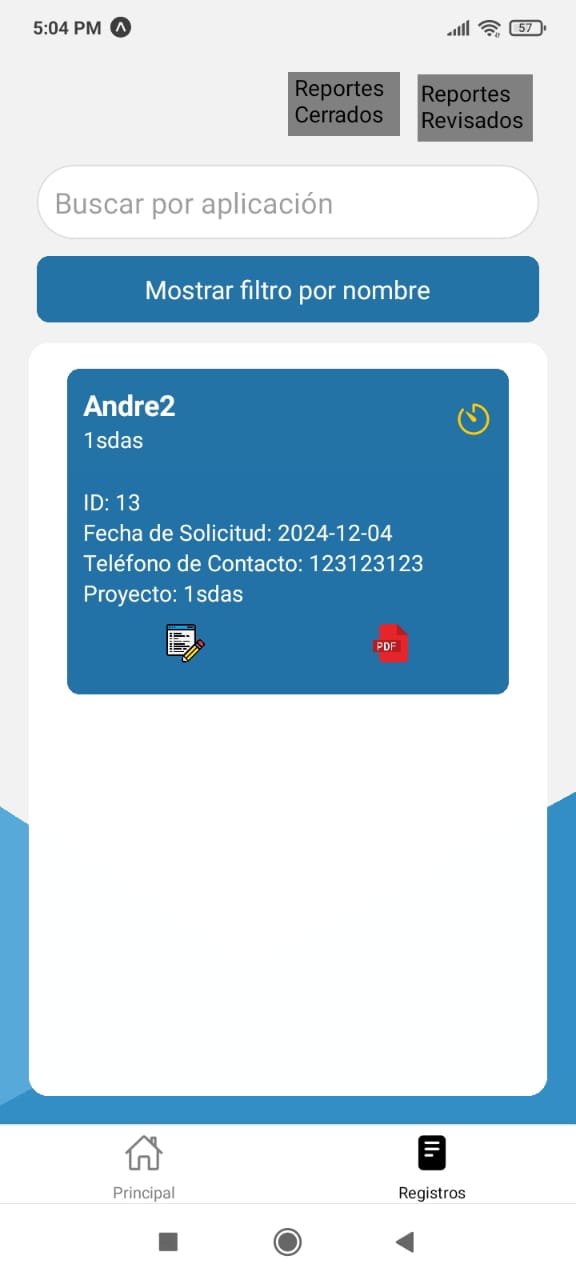 5:04 PM
57
Reportes
Cerrados
Reportes
Revisados
Buscar por aplicación
Mostrar filtro por nombre
Andre2
1sdas
ID: 13
Fecha de Solicitud: 2024-12-04
Teléfono de Contacto: 123123123
Proyecto: 1sdas
PDF
Principal
Registros